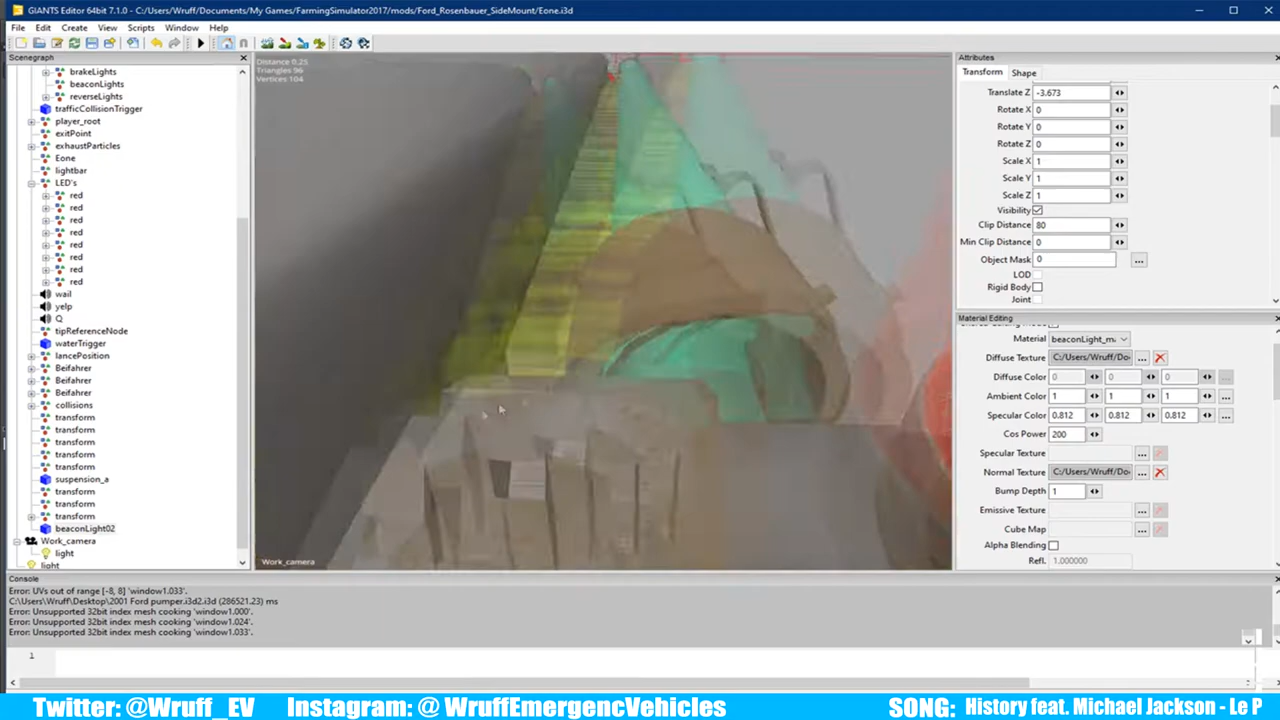 GIANTS Editor 64bit 7.1.0 - C:/Users/Wruff/Documents/My Games/FarmingSimulator2017/mods/Ford_Rosenbauer_SideMount/Eone.i3d
File Edit Create View Scripts Window Help
Scenegraph
brakeLights
beaconLights
reverseLights
trafficCollisionTrigger
player_root
exitPoint
exhaustParticles
Eone
lightbar
LED's
red
red
red
red
red
red
red
red
wail
yelp
Q
tipReferenceNode
waterTrigger
lancePosition
Beifahrer
Beifahrer
Beifahrer
collisions
transform
transform
transform
transform
transform
suspension_a
transform
transform
transform
beaconLight02
Work_camera
light
light
Distance 0.25
Triangles 96
Vertices 104
Work_camera
Attributes
Transform Shape
Translate Z -3.673
Rotate X 0
Rotate Y 0
Rotate Z 0
Scale X 1
Scale Y 1
Scale Z 1
Visibility
Clip Distance 80
Min Clip Distance 0
Object Mask 0 ...
LOD
Rigid Body
Joint
Material Editing
Material beaconLight_m
Diffuse Texture C:/Users/Wruff/Do ...
Diffuse Color 0 0 0 ...
Ambient Color 1 1 1 ...
Specular Color 0.812 0.812 0.812 ...
Cos Power 200
Specular Texture ...
Normal Texture C:/Users/Wruff/Do ...
Bump Depth 1
Emissive Texture ...
Cube Map ...
Alpha Blending
Refl. 1.000000
Console
Error: UVs out of range [-8, 8] 'window1.033'.
C:\Users\Wruff\Desktop\2001 Ford pumper.i3d2.i3d (286521.23) ms
Error: Unsupported 32bit index mesh cooking 'window1.000'.
Error: Unsupported 32bit index mesh cooking 'window1.024'.
Error: Unsupported 32bit index mesh cooking 'window1.033'.
1
Twitter: @Wruff_EV Instagram: @ WruffEmergencVehicles SONG: History feat. Michael Jackson - Le P